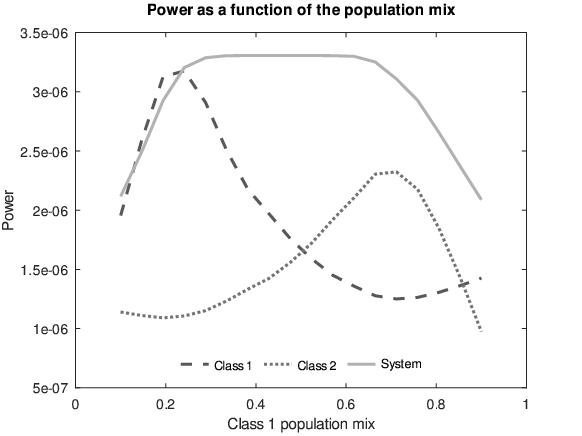 Power as a function of the population mix
3.5e-06
3e-06
2.5e-06
2e-06
1.5e-06
1e-06
5e-07
Power
Class 1 Class 2 System
0 0.2 0.4 0.6 0.8 1
Class 1 population mix